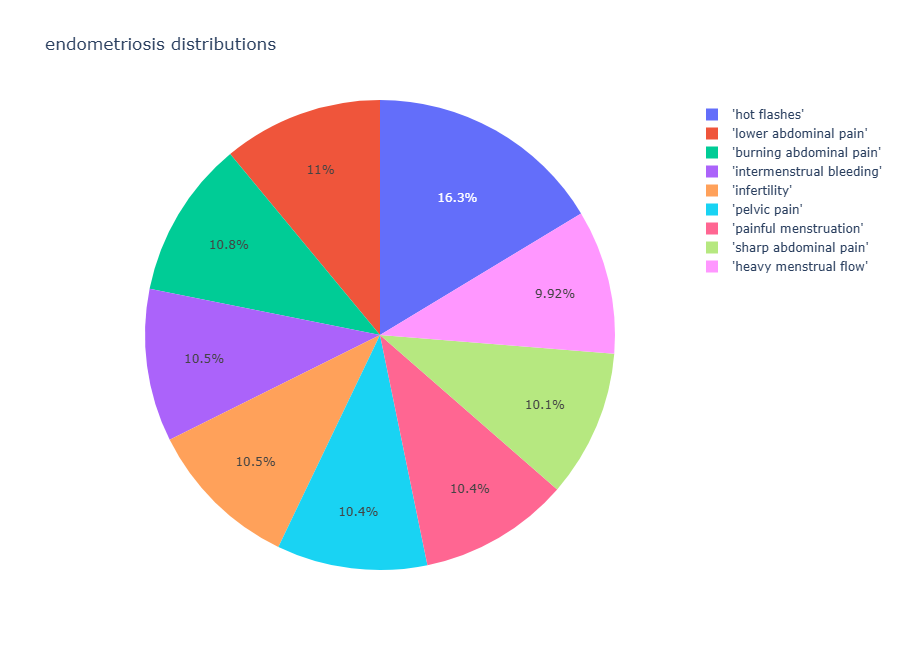 endometriosis distributions
'hot flashes'
'lower abdominal pain'
'burning abdominal pain'
'intermenstrual bleeding'
'infertility'
'pelvic pain'
'painful menstruation'
'sharp abdominal pain'
'heavy menstrual flow'
11%
16.3%
10.8%
9.92%
10.5%
10.1%
10.5%
10.4%
10.4%